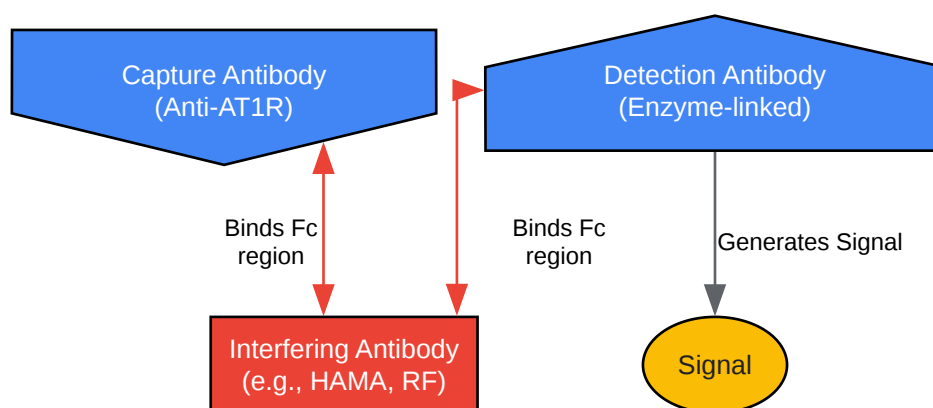 Capture Antibody
(Anti-AT1R)
Detection Antibody
(Enzyme-linked)
Binds Fc
region
Binds Fc
region
Generates Signal
Interfering Antibody
(e.g., HAMA, RF)
Signal